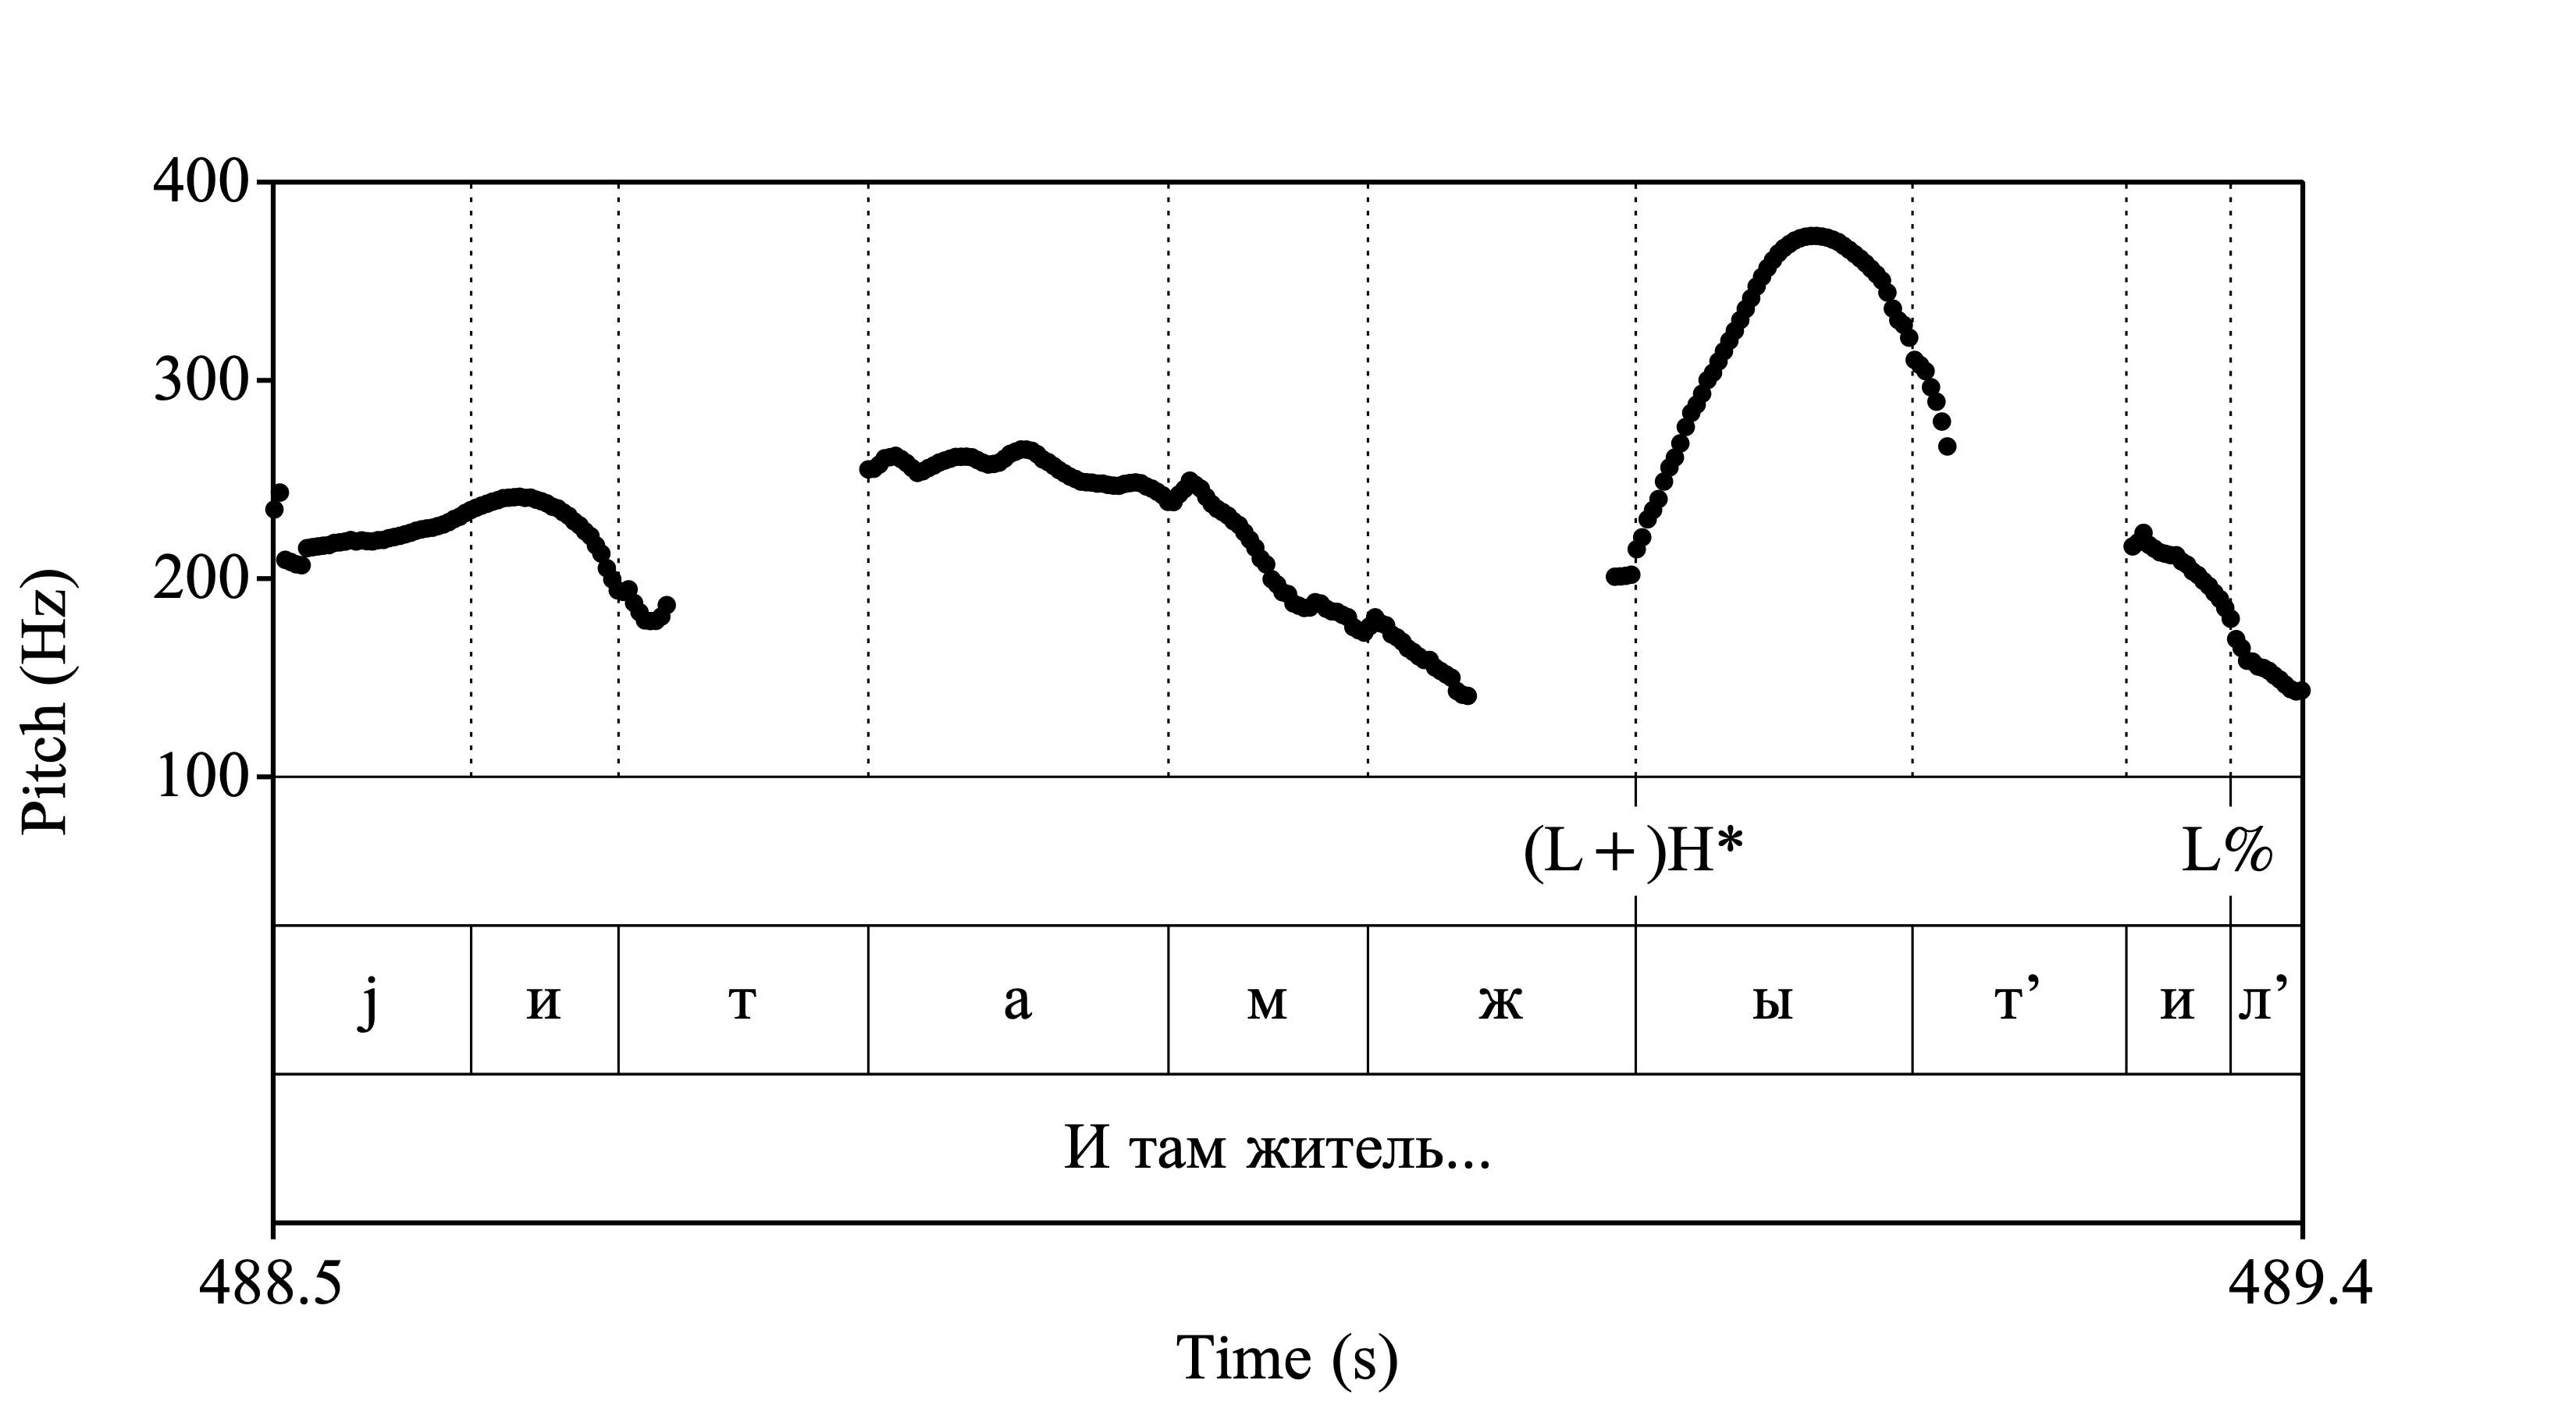 400
300
200
100
Pitch (Hz)
(L+)H* L%
j и т а м ж ы т’ и л’
И там житель...
488.5 489.4
Time (s)